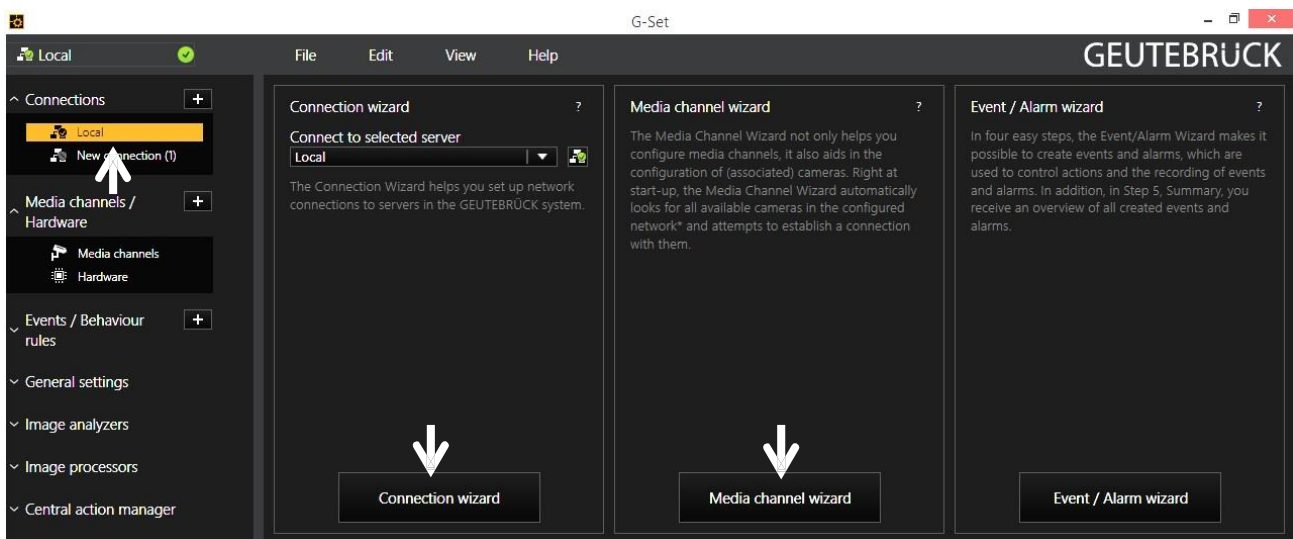 G-Set
Local
File Edit View Help
GEUTEBRÜCK
Connections
Local
New connection (1)
Media channels /
Hardware
Media channels
Hardware
Events / Behaviour
rules
General settings
Image analyzers
Image processors
Central action manager
Connection wizard ?
Connect to selected server
Local
The Connection Wizard helps you set up network
connections to servers in the GEUTEBRÜCK system.
Connection wizard
Media channel wizard ?
The Media Channel Wizard not only helps you
configure media channels, it also aids in the
configuration of (associated) cameras. Right at
start-up, the Media Channel Wizard automatically
looks for all available cameras in the configured
network* and attempts to establish a connection
with them.
Media channel wizard
Event / Alarm wizard ?
In four easy steps, the Event/Alarm Wizard makes it
possible to create events and alarms, which are
used to control actions and the recording of events
and alarms. In addition, in Step 5, Summary, you
receive an overview of all created events and
alarms.
Event / Alarm wizard